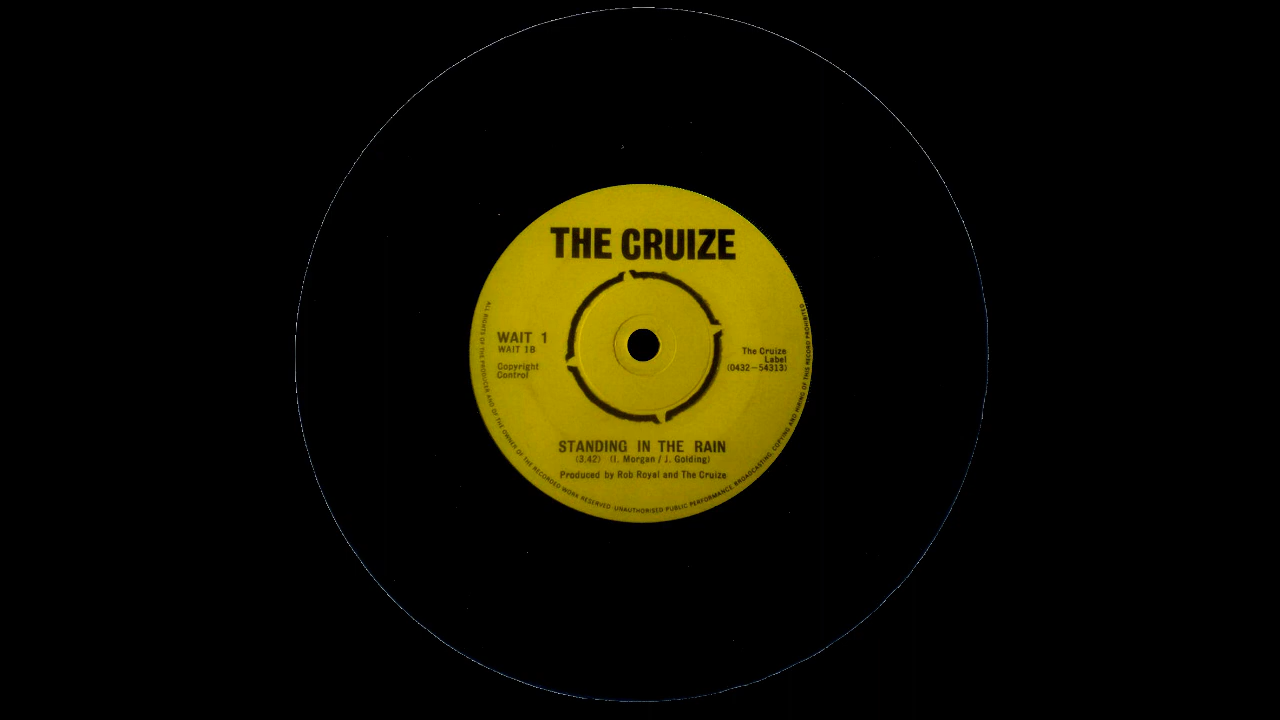 THE CRUIZE
WAIT 1
WAIT 1B
Copyright
Control
The Cruize
Label
(0432-54313)
STANDING IN THE RAIN
(3.42) (I. Morgan / J. Golding)
Produced by Rob Royal and The Cruize
ALL RIGHTS OF THE PRODUCER AND OF THE OWNER OF THE RECORDED WORK RESERVED · UNAUTHORISED PUBLIC PERFORMANCE BROADCASTING, COPYING AND HIRING OF THIS RECORD PROHIBITED